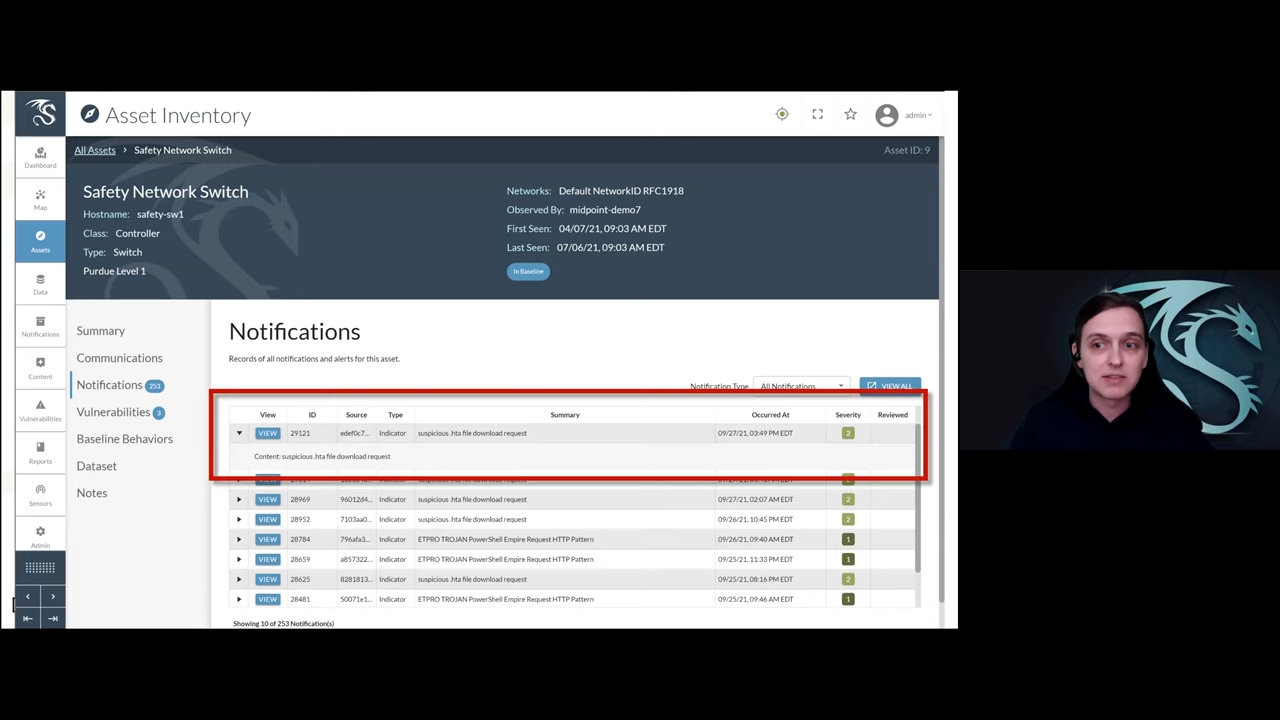 Asset Inventory
admin
All Assets > Safety Network Switch
Asset ID: 9
Dashboard
Map
Assets
Data
Notifications
Content
Vulnerabilities
Reports
Sensors
Admin
Safety Network Switch
Hostname: safety-sw1
Class: Controller
Type: Switch
Purdue Level 1
Networks: Default NetworkID RFC1918
Observed By: midpoint-demo7
First Seen: 04/07/21, 09:03 AM EDT
Last Seen: 07/06/21, 09:03 AM EDT
In Baseline
Summary
Communications
Notifications 253
Vulnerabilities 3
Baseline Behaviors
Dataset
Notes
Notifications
Records of all notifications and alerts for this asset.
Notification Type All Notifications VIEW ALL
View ID Source Type Summary Occurred At Severity Reviewed
VIEW 29121 edef0c7... Indicator suspicious .hta file download request 09/27/21, 03:49 PM EDT 2
Content: suspicious .hta file download request
VIEW 28969 96012d4... Indicator suspicious .hta file download request 09/27/21, 02:07 AM EDT 2
VIEW 28952 7103aa0... Indicator suspicious .hta file download request 09/26/21, 10:45 PM EDT 2
VIEW 28784 796afa3... Indicator ETPRO TROJAN PowerShell Empire Request HTTP Pattern 09/26/21, 09:40 AM EDT 1
VIEW 28659 a857322... Indicator ETPRO TROJAN PowerShell Empire Request HTTP Pattern 09/25/21, 11:33 PM EDT 1
VIEW 28625 8281813... Indicator suspicious .hta file download request 09/25/21, 08:16 PM EDT 2
VIEW 28481 50071e1... Indicator ETPRO TROJAN PowerShell Empire Request HTTP Pattern 09/25/21, 09:46 AM EDT 1
Showing 10 of 253 Notification(s)